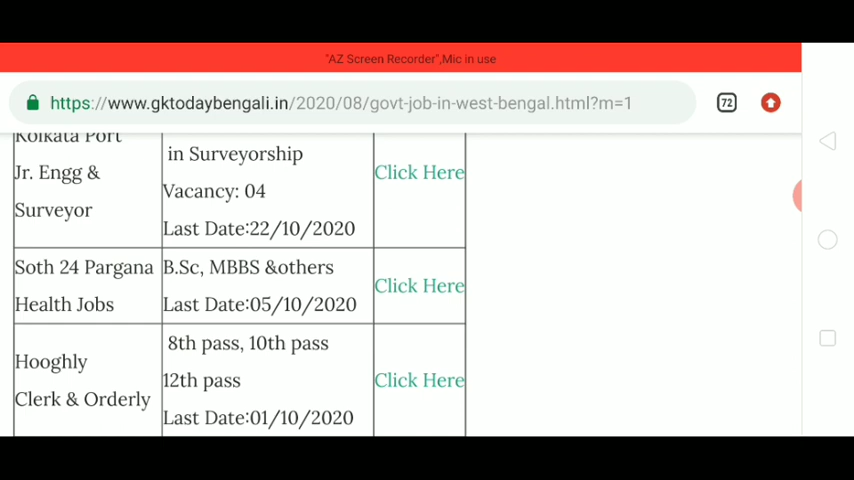 "AZ Screen Recorder",Mic in use
https://www.gktodaybengali.in/2020/08/govt-job-in-west-bengal.html?m=1
72
Kolkata Port
Jr. Engg &
Surveyor
in Surveyorship
Vacancy: 04
Last Date:22/10/2020
Click Here
Soth 24 Pargana
Health Jobs
B.Sc, MBBS &others
Last Date:05/10/2020
Click Here
Hooghly
Clerk & Orderly
8th pass, 10th pass
12th pass
Last Date:01/10/2020
Click Here